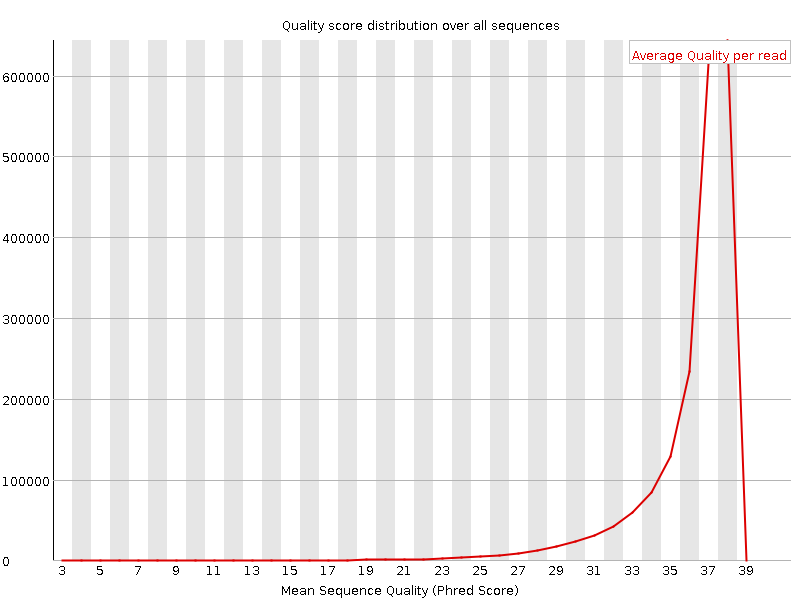 Quality score distribution over all sequences
Average Quality per read
600000
500000
400000
300000
200000
100000
0
3 5 7 9 11 13 15 17 19 21 23 25 27 29 31 33 35 37 39
Mean Sequence Quality (Phred Score)